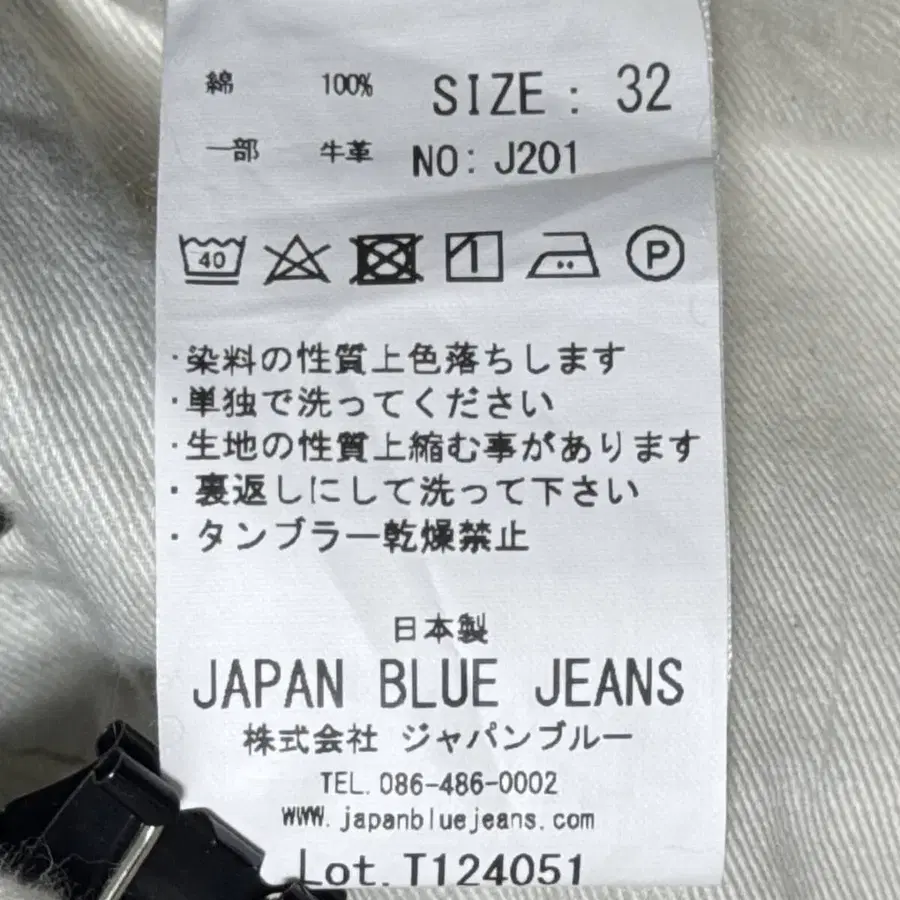 綿 100% SIZE : 32
一部 牛革 NO: J201
40 1 P
・染料の性質上色落ちします
・単独で洗ってください
・生地の性質上縮む事があります
・裏返しにして洗って下さい
・タンブラー乾燥禁止
日本製
JAPAN BLUE JEANS
株式会社 ジャパンブルー
TEL. 086-486-0002
WWW. japanbluejeans. com
Lot. T124051